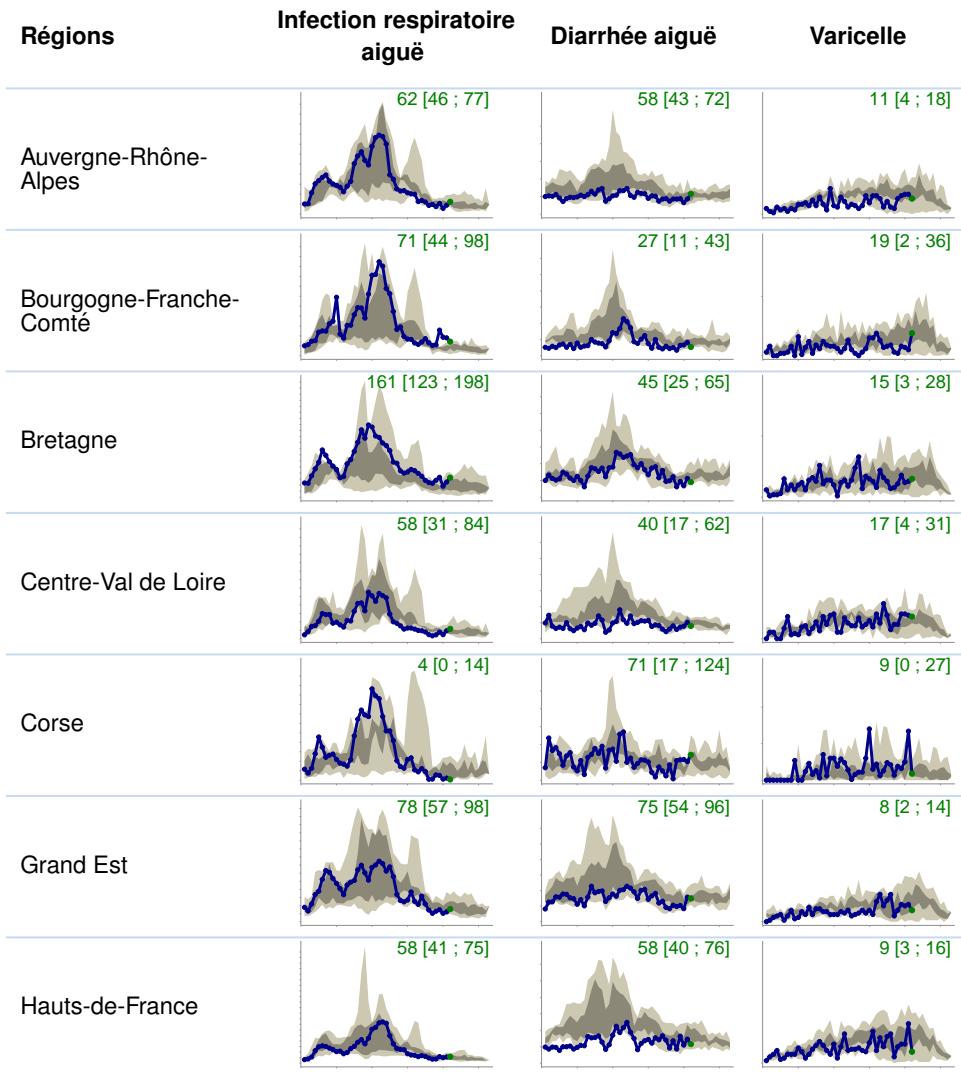 Régions
Infection respiratoire
aiguë
Diarrhée aiguë
Varicelle
Auvergne-Rhône-
Alpes
62 [46 ; 77]
58 [43 ; 72]
11 [4 ; 18]
Bourgogne-Franche-
Comté
71 [44 ; 98]
27 [11 ; 43]
19 [2 ; 36]
Bretagne
161 [123 ; 198]
45 [25 ; 65]
15 [3 ; 28]
Centre-Val de Loire
58 [31 ; 84]
40 [17 ; 62]
17 [4 ; 31]
Corse
4 [0 ; 14]
71 [17 ; 124]
9 [0 ; 27]
Grand Est
78 [57 ; 98]
75 [54 ; 96]
8 [2 ; 14]
Hauts-de-France
58 [41 ; 75]
58 [40 ; 76]
9 [3 ; 16]